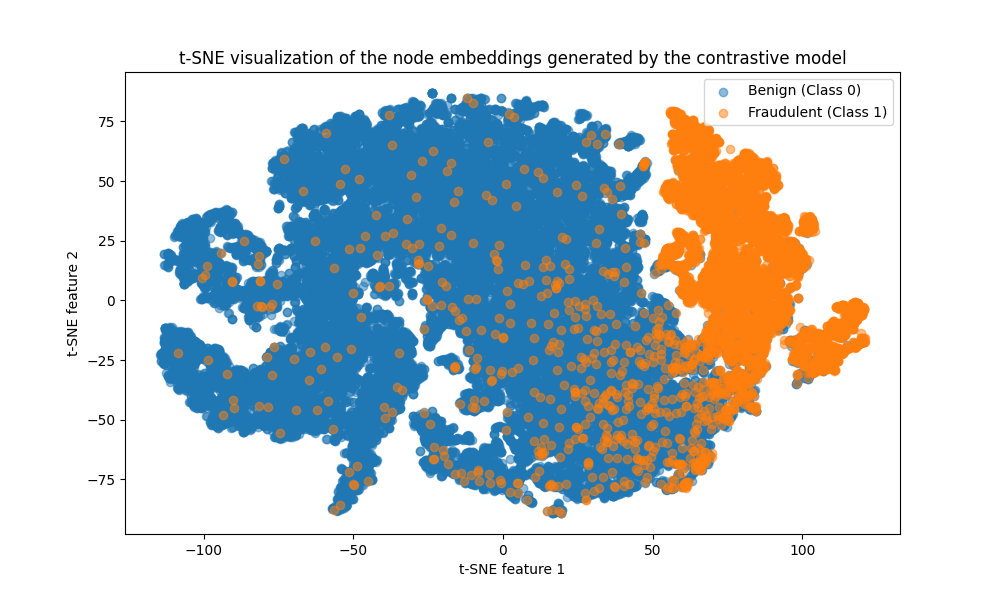 t-SNE visualization of the node embeddings generated by the contrastive model
Benign (Class 0)
Fraudulent (Class 1)
75
50
25
0
−25
−50
−75
t-SNE feature 2
−100
−50
0
50
100
t-SNE feature 1